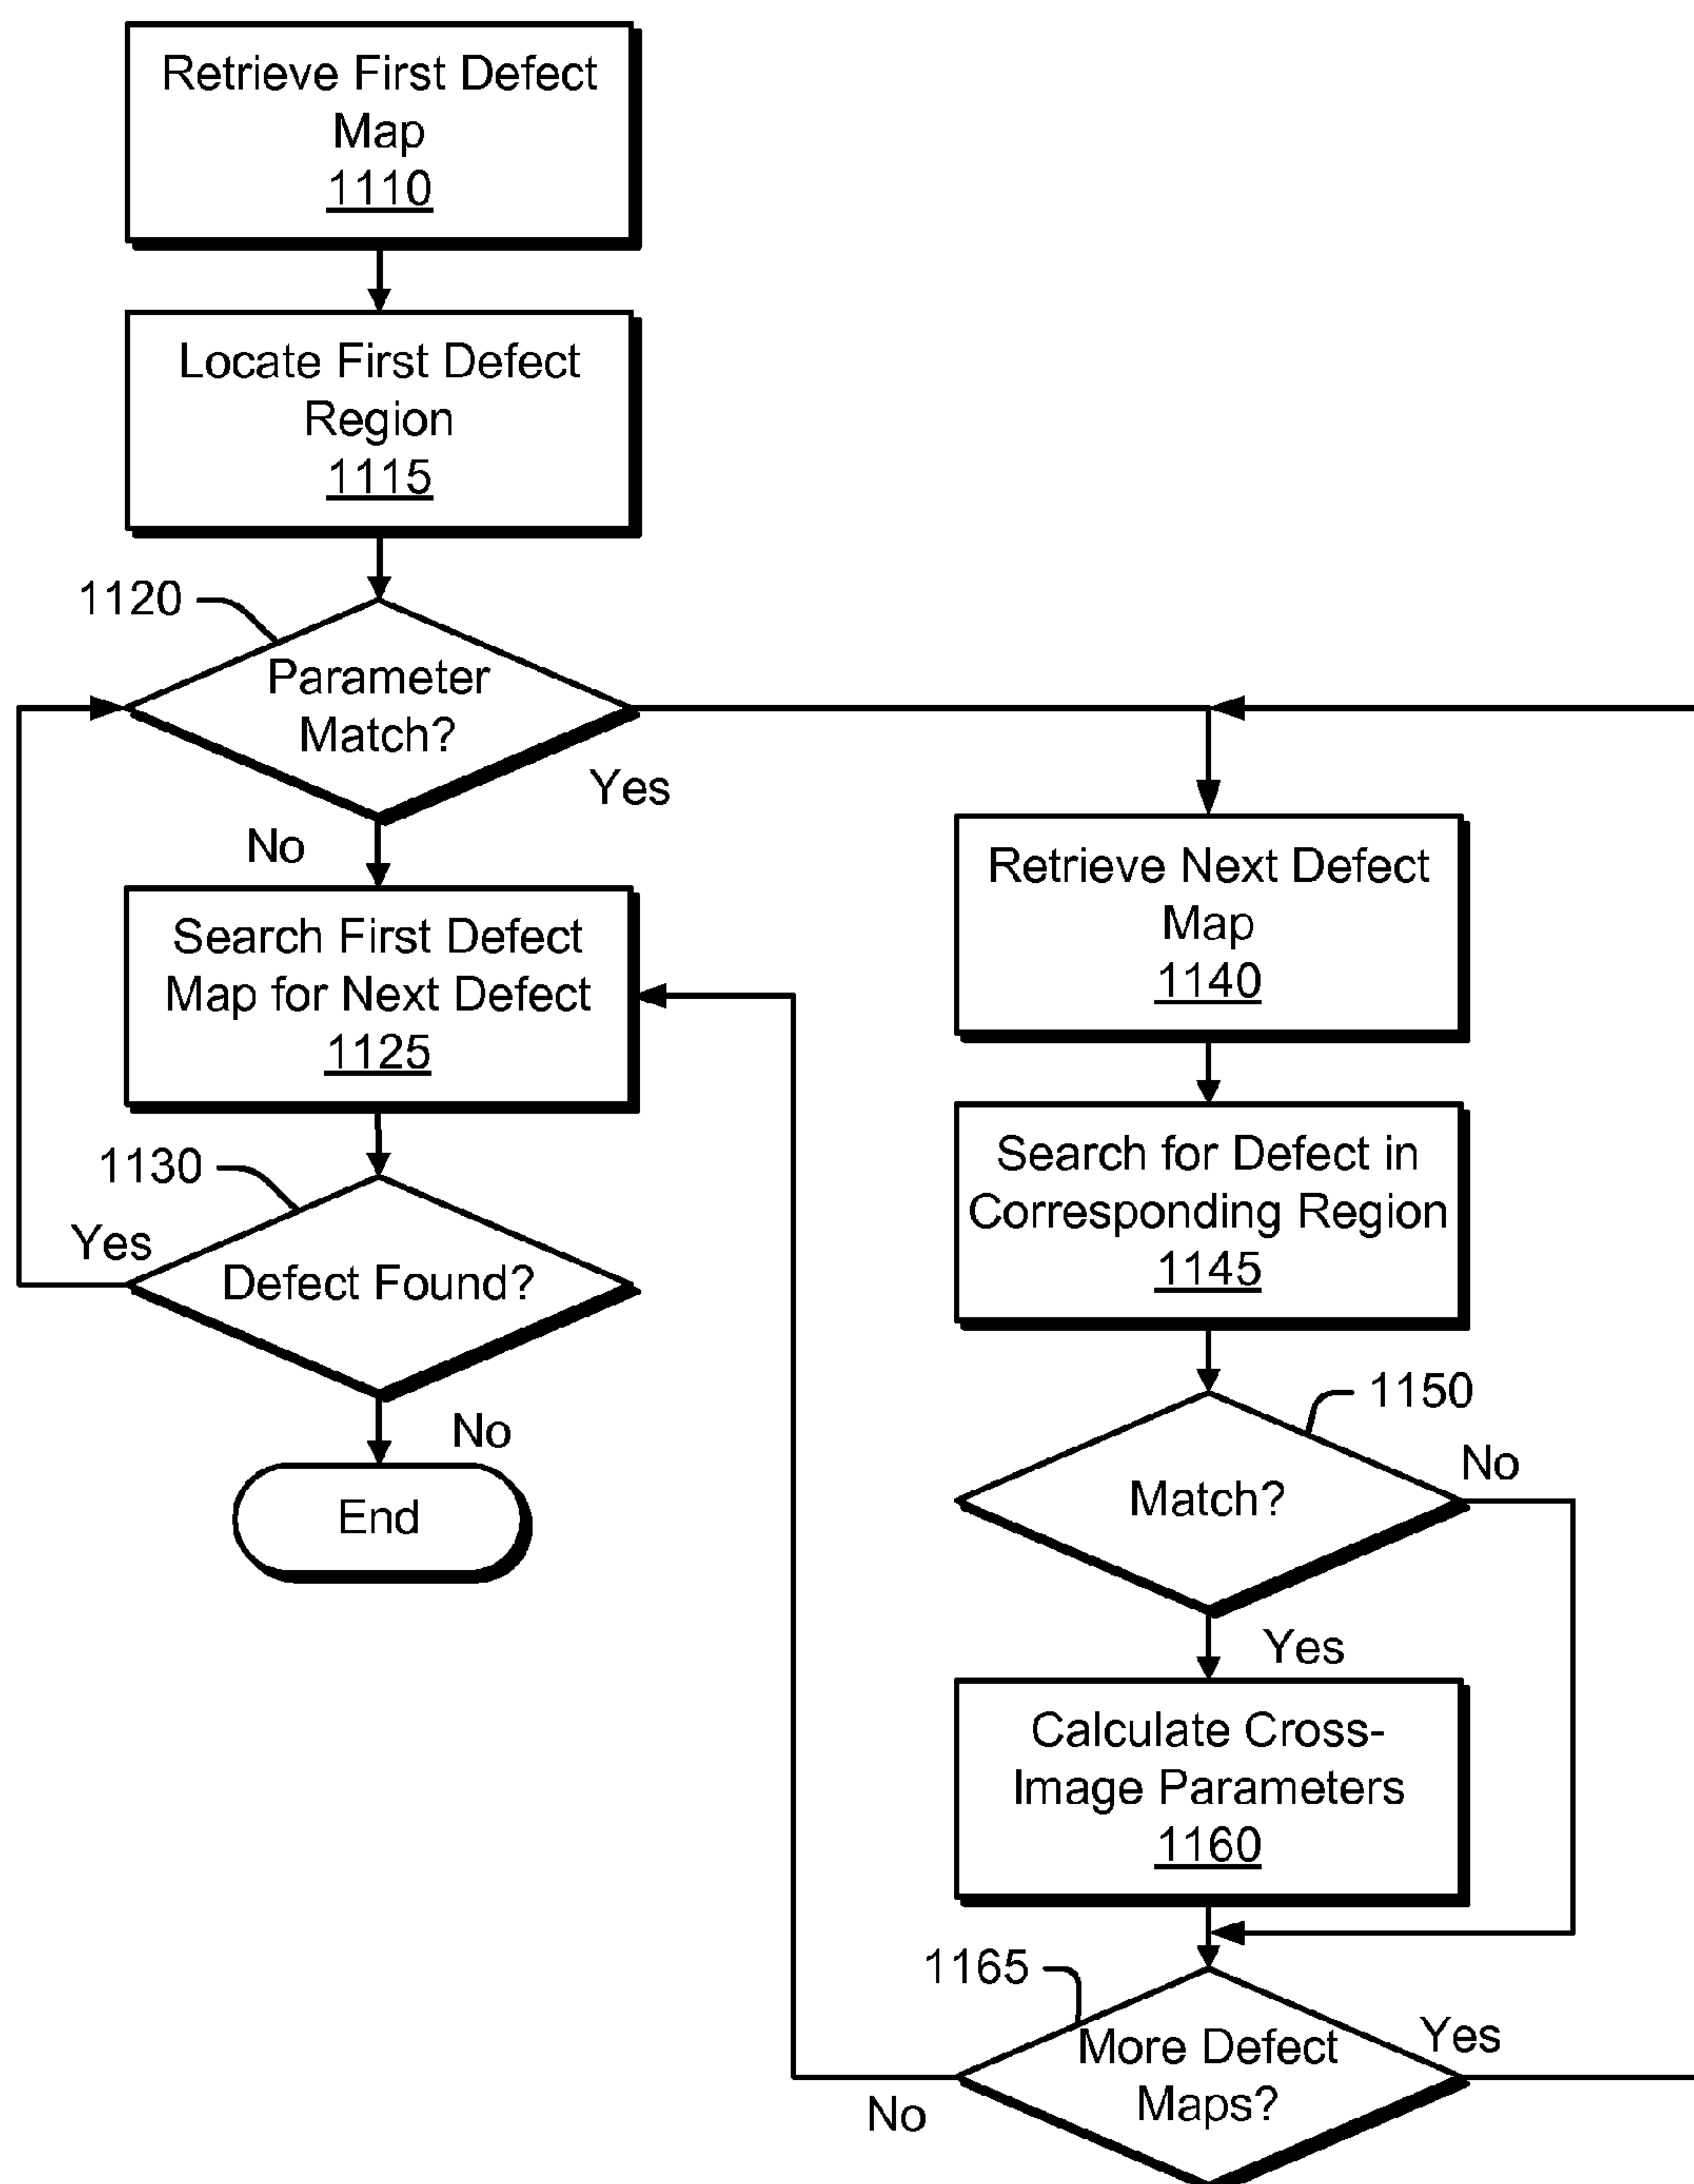 Retrieve First Defect
Map
1110
Locate First Defect
Region
1115
1120
Parameter
Match?
Yes
No
Search First Defect
Map for Next Defect
1125
1130
Yes
Defect Found?
No
End
Retrieve Next Defect
Map
1140
Search for Defect in
Corresponding Region
1145
1150
Match?
No
Yes
Calculate Cross-
Image Parameters
1160
1165
More Defect
Maps?
Yes
No